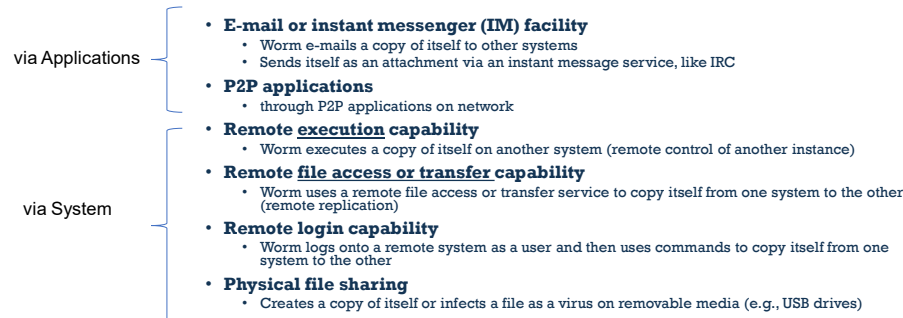 via Applications
• E-mail or instant messenger (IM) facility
• Worm e-mails a copy of itself to other systems
• Sends itself as an attachment via an instant message service, like IRC
• P2P applications
• through P2P applications on network
via System
• Remote execution capability
• Worm executes a copy of itself on another system (remote control of another instance)
• Remote file access or transfer capability
• Worm uses a remote file access or transfer service to copy itself from one system to the other
(remote replication)
• Remote login capability
• Worm logs onto a remote system as a user and then uses commands to copy itself from one
system to the other
• Physical file sharing
• Creates a copy of itself or infects a file as a virus on removable media (e.g., USB drives)